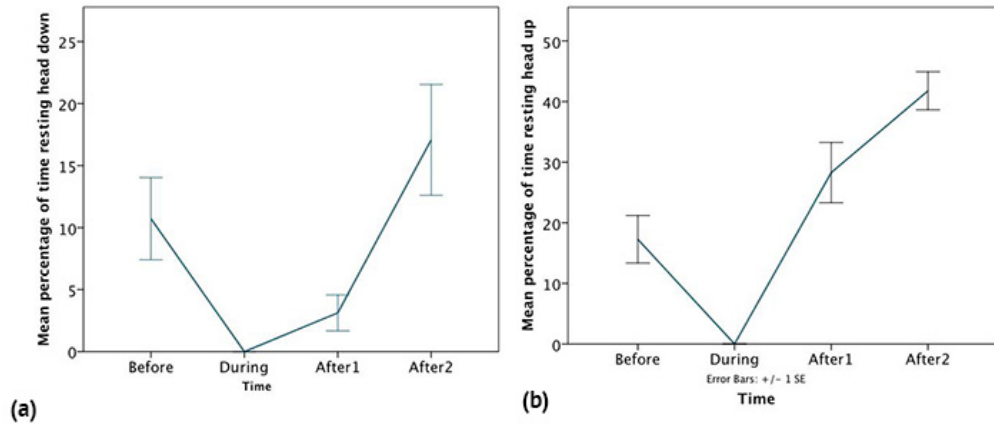 Mean percentage of time resting head down
25
20
15
10
5
0
Before During After1 After2
Time
(a)
Mean percentage of time resting head up
50
40
30
20
10
0
Before During After1 After2
Error Bars: +/- 1 SE
Time
(b)